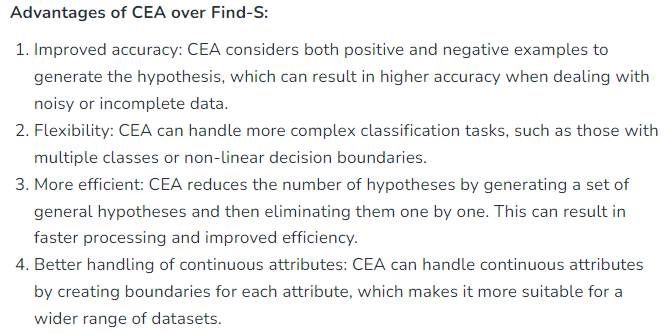 Advantages of CEA over Find-S:
1. Improved accuracy: CEA considers both positive and negative examples to
generate the hypothesis, which can result in higher accuracy when dealing with
noisy or incomplete data.
2. Flexibility: CEA can handle more complex classification tasks, such as those with
multiple classes or non-linear decision boundaries.
3. More efficient: CEA reduces the number of hypotheses by generating a set of
general hypotheses and then eliminating them one by one. This can result in
faster processing and improved efficiency.
4. Better handling of continuous attributes: CEA can handle continuous attributes
by creating boundaries for each attribute, which makes it more suitable for a
wider range of datasets.